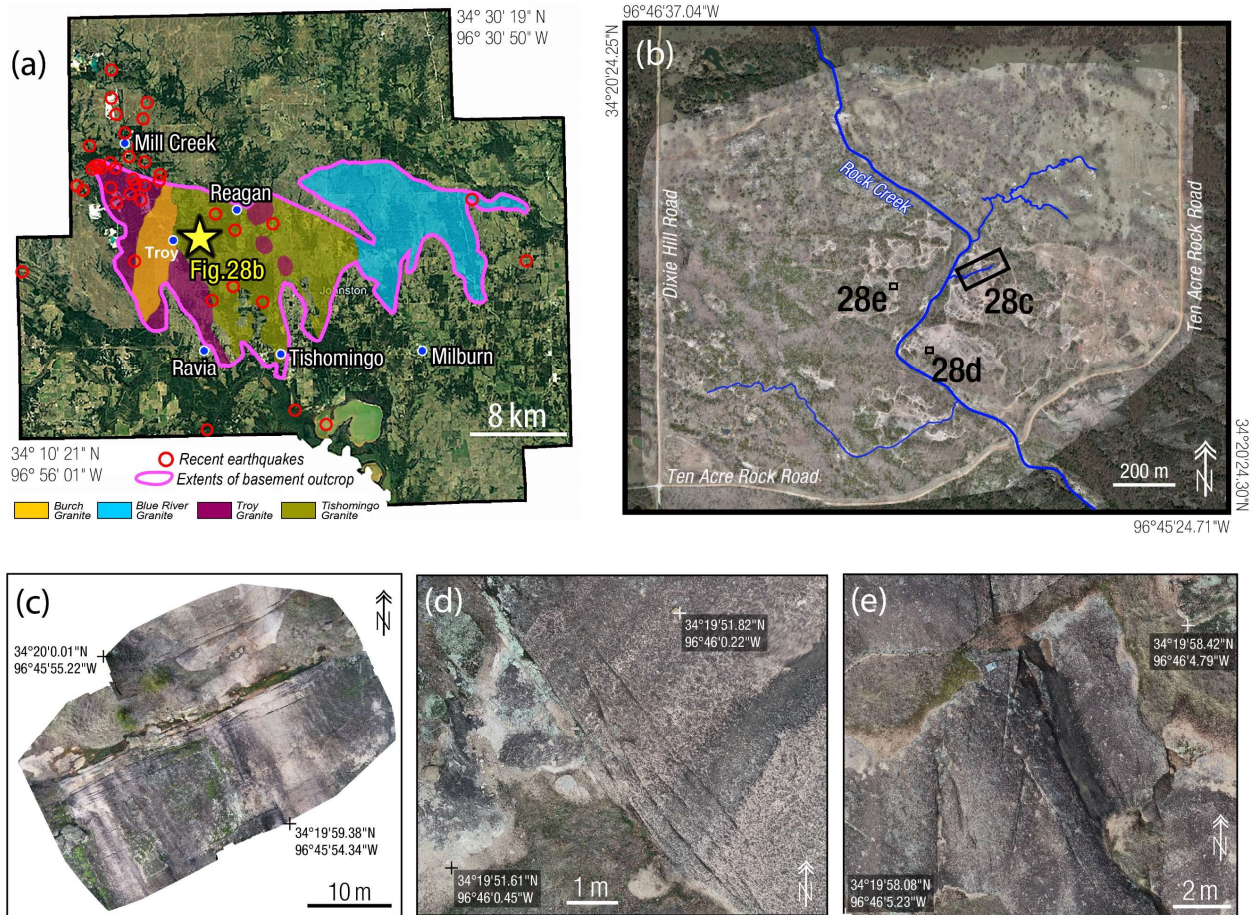 (a)
34° 30' 19" N
96° 30' 50" W
Mill Creek
Reagan
Troy
Fig.28b
Johnston
Ravia
Tishomingo
Milburn
8 km
34° 10' 21" N
96° 56' 01" W
Recent earthquakes
Extents of basement outcrop
Burch
Granite
Blue River
Granite
Troy
Granite
Tishomingo
Granite
(b)
96°46'37.04"W
34°20'24.25"N
Rock Creek
Dixie Hill Road
Ten Acre Rock Road
28e
28c
28d
Ten Acre Rock Road
200 m
N
34°20'24.30"N
96°45'24.71"W
(c)
N
34°20'0.01"N
96°45'55.22"W
34°19'59.38"N
96°45'54.34"W
10 m
(d)
34°19'51.82"N
96°46'0.22"W
34°19'51.61"N
96°46'0.45"W
1 m
N
(e)
34°19'58.42"N
96°46'4.79"W
34°19'58.08"N
96°46'5.23"W
N
2 m